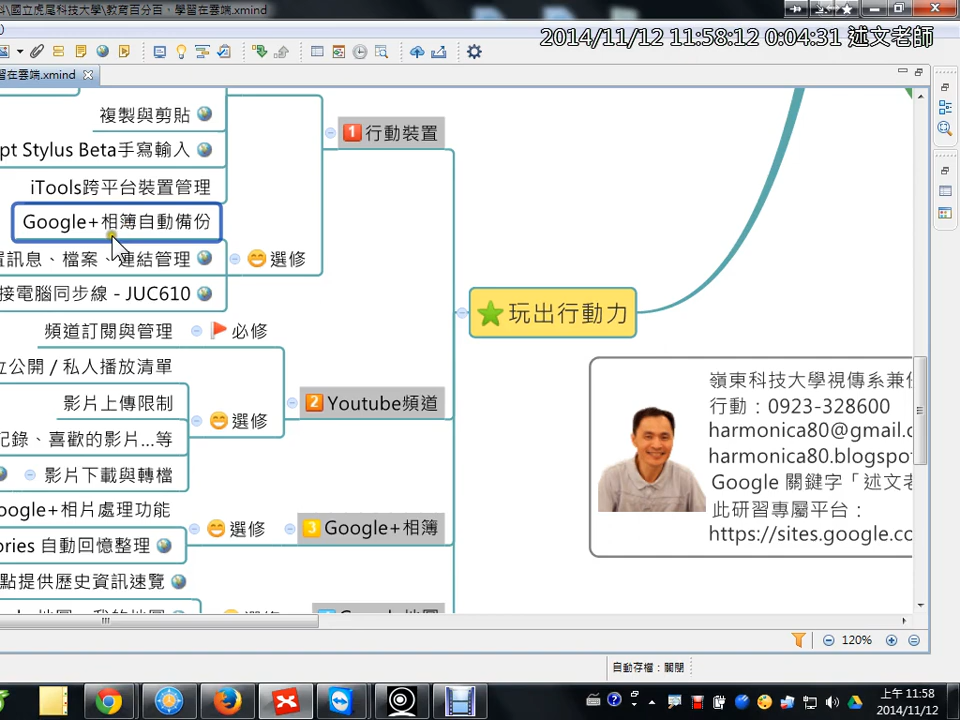 科\國立虎尾科技大學\教育百分百，學習在雲端.xmind
2014/11/12 11:58:12 0:04:31 述文老師
習在雲端.xmind
複製與剪貼
pt Stylus Beta手寫輸入
iTools跨平台裝置管理
Google+相簿自動備份
置訊息、檔案、連結管理
接電腦同步線 - JUC610
1 行動裝置
選修
頻道訂閱與管理
必修
公開 / 私人播放清單
影片上傳限制
記錄、喜歡的影片...等
影片下載與轉檔
選修
2 Youtube頻道
玩出行動力
oogle+相片處理功能
ories 自動回憶整理
選修
3 Google+相簿
點提供歷史資訊速覽
嶺東科技大學視傳系兼任
行動：0923-328600
harmonica80@gmail.c
harmonica80.blogspo
Google 關鍵字「述文老
此研習專屬平台：
https://sites.google.co
120%
自動存檔：關閉
上午 11:58
2014/11/12